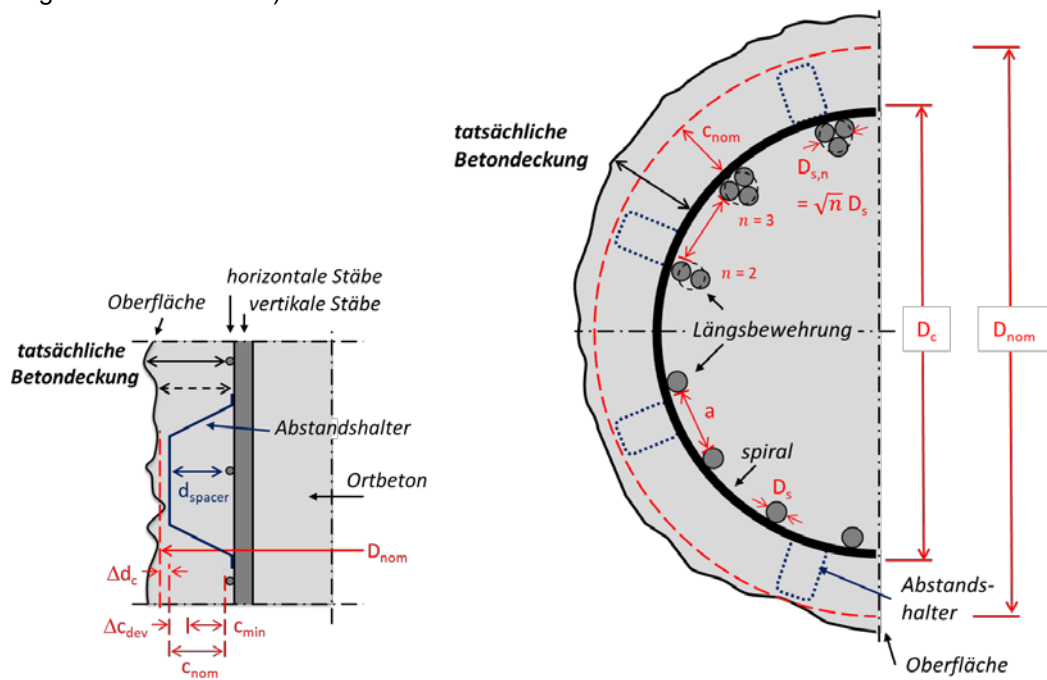 tatsächliche
Betondeckung
c_nom
D_s,n
= √n D_s
n = 3
n = 2
Längsbewehrung
D_c
D_nom
a
spiral
D_s
Abstands-
halter
Oberfläche
horizontale Stäbe
vertikale Stäbe
Oberfläche
tatsächliche
Betondeckung
Abstandshalter
d_spacer
Ortbeton
D_nom
Δd_c
Δc_dev
c_min
c_nom